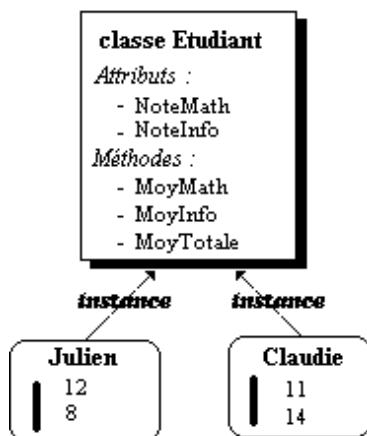 classe Etudiant
Attributs :
- NoteMath
- NoteInfo
Méthodes :
- MoyMath
- MoyInfo
- MoyTotale
instance
instance
Julien
12
8
Claudie
11
14